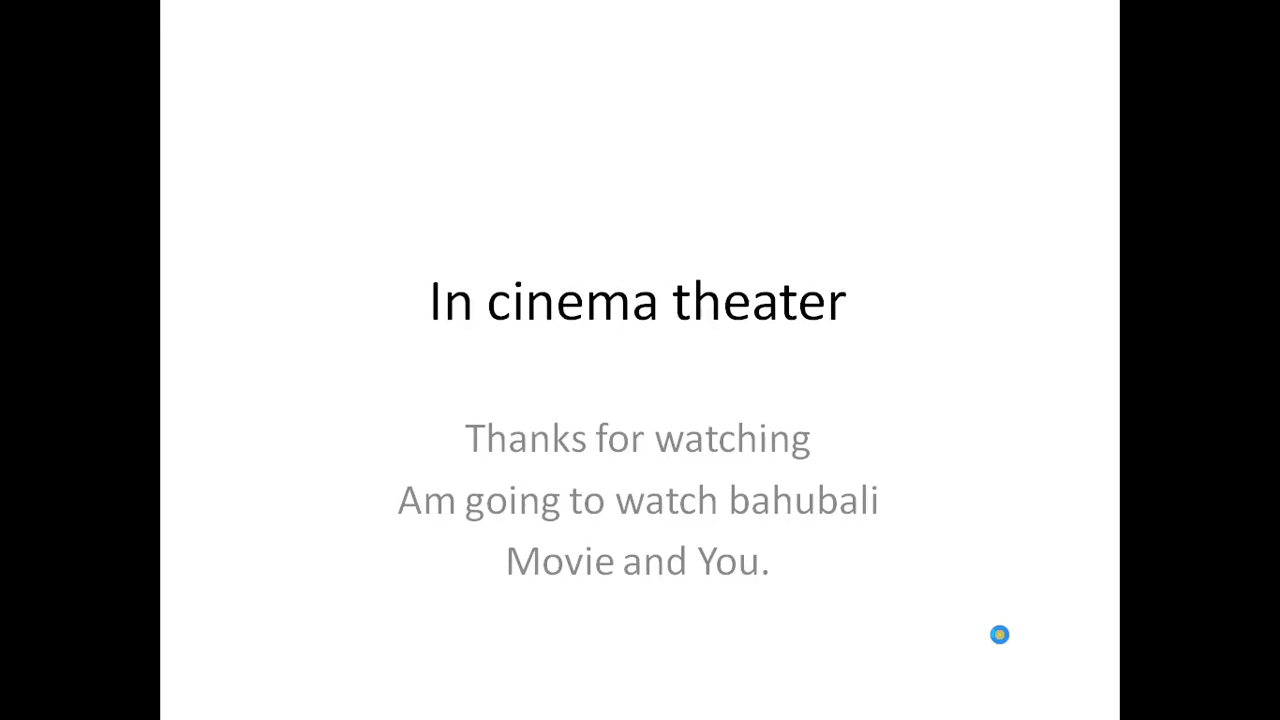 In cinema theater
Thanks for watching
Am going to watch bahubali
Movie and You.